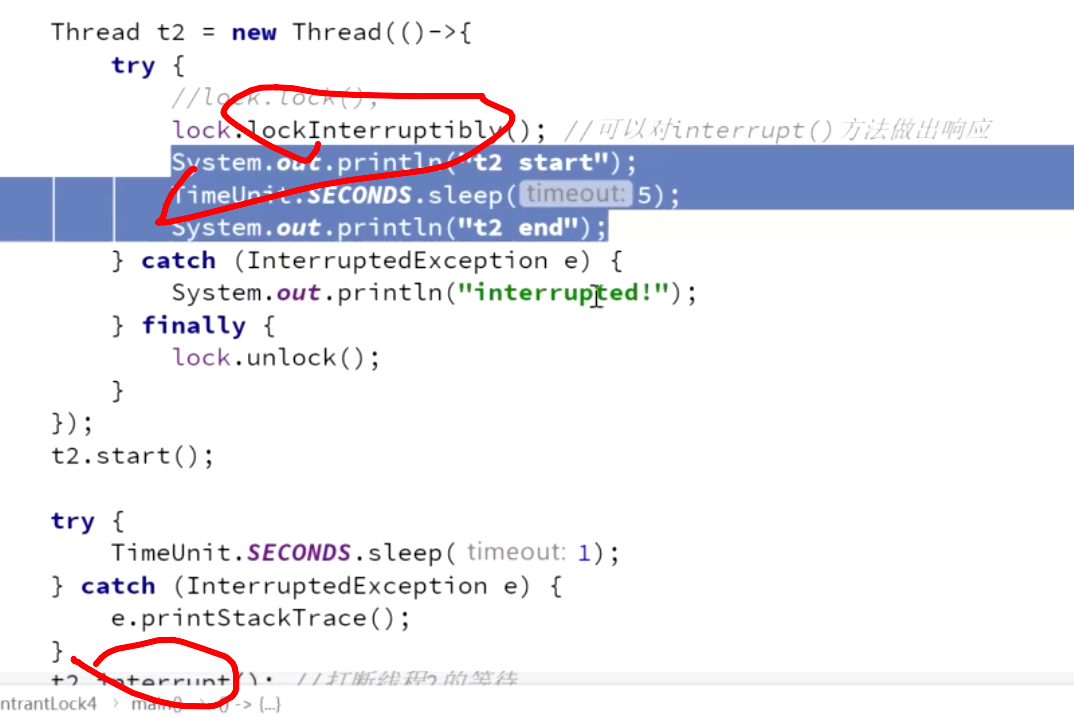 Thread t2 = new Thread(()->{
try {
//lock.lock();
lock.lockInterruptibly(); //可以对interrupt()方法做出响应
System.out.println("t2 start");
TimeUnit.SECONDS.sleep( timeout: 5);
System.out.println("t2 end");
} catch (InterruptedException e) {
System.out.println("interrupted!");
} finally {
lock.unlock();
}
});
t2.start();
try {
TimeUnit.SECONDS.sleep( timeout: 1);
} catch (InterruptedException e) {
e.printStackTrace();
}
t2.interrupt(); //打断线程2的等待
ntrantLock4 › main() › () -> {...}